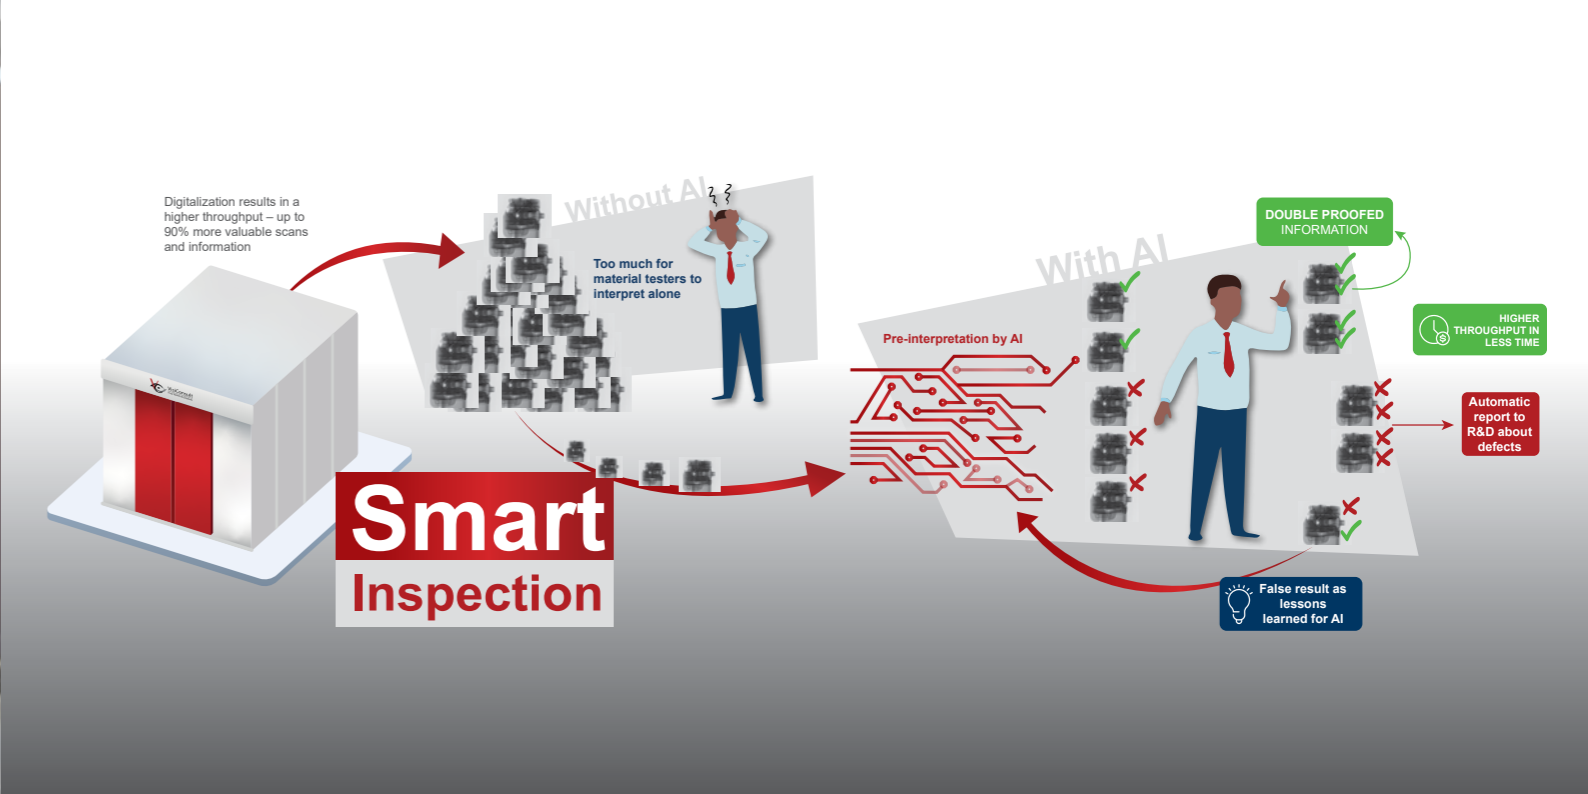 Digitalization results in a
higher throughput – up to
90% more valuable scans
and information
Without AI
Too much for
material testers to
interpret alone
Smart
Inspection
With AI
Pre-interpretation by AI
DOUBLE PROOFED
INFORMATION
HIGHER
THROUGHPUT IN
LESS TIME
$
Automatic
report to
R&D about
defects
False result as
lessons
learned for AI